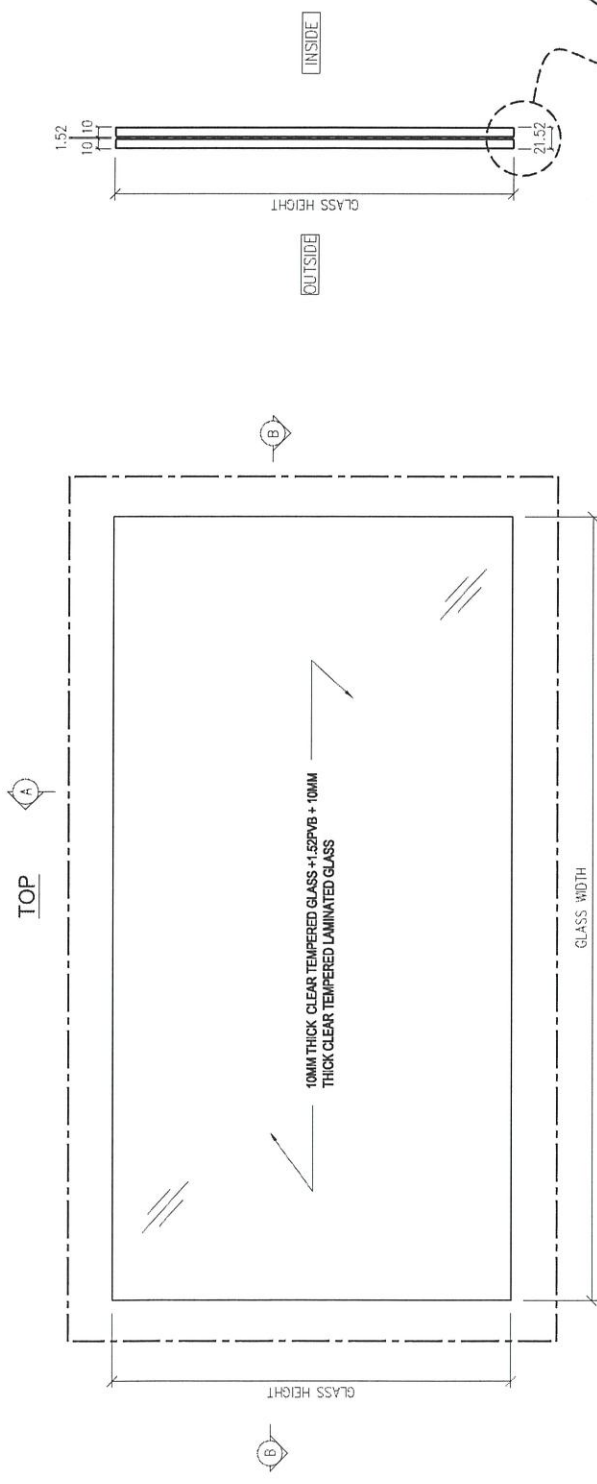 TOP
A
B
B
GLASS HEIGHT
10MM THICK CLEAR TEMPERED GLASS +1.52PVB + 10MM
THICK CLEAR TEMPERED LAMINATED GLASS
GLASS WIDTH
1.52
10
10
GLASS HEIGHT
OUTSIDE
INSIDE
21.52